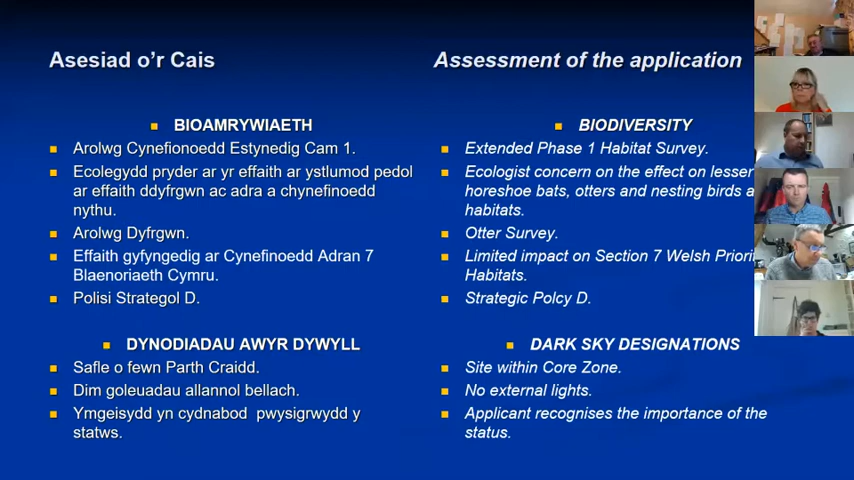 Asesiad o'r Cais
BIOAMRYWIAETH
Arolwg Cynefionoedd Estynedig Cam 1.
Ecolegydd pryder ar yr effaith ar ystlumod pedol
ar effaith ddyfrgwn ac adra a chynefinoedd
nythu.
Arolwg Dyfrgwn.
Effaith gyfyngedig ar Cynefinoedd Adran 7
Blaenoriaeth Cymru.
Polisi Strategol D.
DYNODIADAU AWYR DYWYLL
Safle o fewn Parth Craidd.
Dim goleuadau allannol bellach.
Ymgeisydd yn cydnabod pwysigrwydd y
statws.
Assessment of the application
BIODIVERSITY
Extended Phase 1 Habitat Survey.
Ecologist concern on the effect on lesser
horseshoe bats, otters and nesting birds
habitats.
Otter Survey.
Limited impact on Section 7 Welsh
Habitats.
Strategic Polcy D.
DARK SKY DESIGNATIONS
Site within Core Zone.
No external lights.
Applicant recognises the importance of the
status.